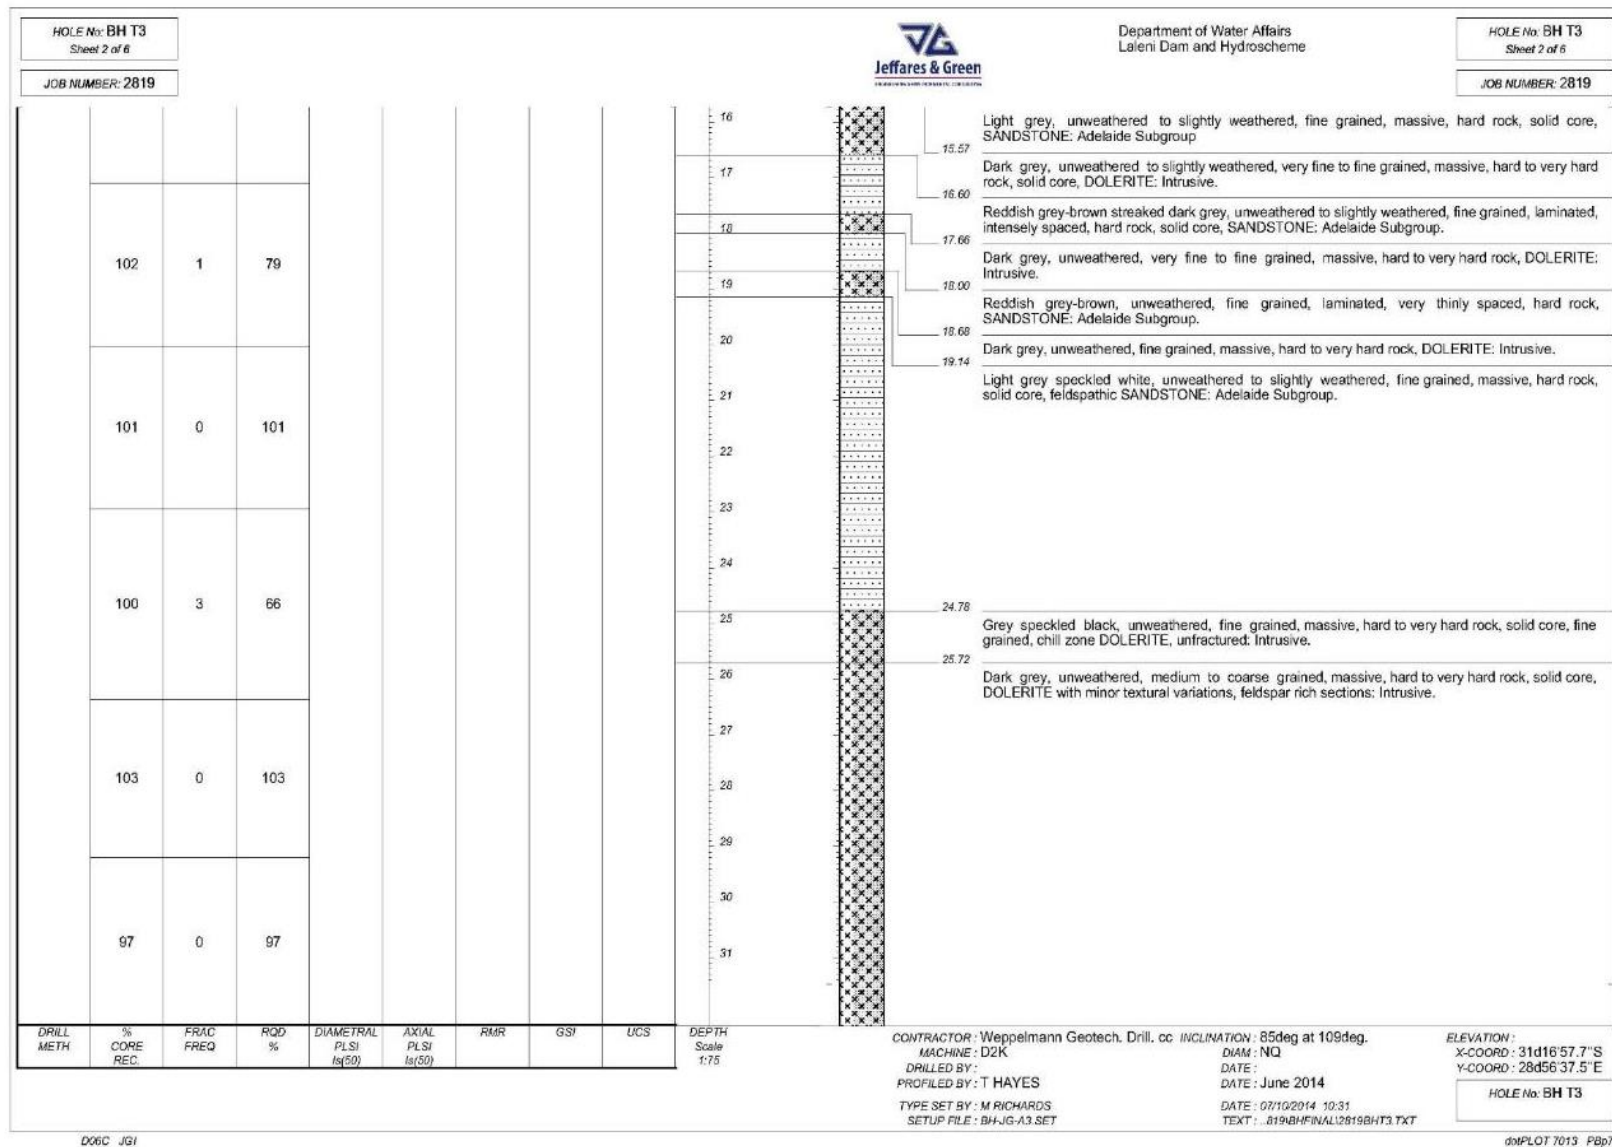 HOLE No: BH T3
Sheet 2 of 6
JOB NUMBER: 2819
Jeffares & Green
Department of Water Affairs
Laleni Dam and Hydroscheme
HOLE No: BH T3
Sheet 2 of 6
JOB NUMBER: 2819
16
17
18
19
20
21
22
23
24
25
26
27
28
29
30
31
102 1 79
101 0 101
100 3 66
103 0 103
97 0 97
Light grey, unweathered to slightly weathered, fine grained, massive, hard rock, solid core,
SANDSTONE: Adelaide Subgroup
15.57
Dark grey, unweathered to slightly weathered, very fine to fine grained, massive, hard to very hard
rock, solid core, DOLERITE: Intrusive.
16.60
Reddish grey-brown streaked dark grey, unweathered to slightly weathered, fine grained, laminated,
intensely spaced, hard rock, solid core, SANDSTONE: Adelaide Subgroup.
17.66
Dark grey, unweathered, very fine to fine grained, massive, hard to very hard rock, DOLERITE:
Intrusive.
18.00
Reddish grey-brown, unweathered, fine grained, laminated, very thinly spaced, hard rock,
SANDSTONE: Adelaide Subgroup.
18.68
Dark grey, unweathered, fine grained, massive, hard to very hard rock, DOLERITE: Intrusive.
19.14
Light grey speckled white, unweathered to slightly weathered, fine grained, massive, hard rock,
solid core, feldspathic SANDSTONE: Adelaide Subgroup.
24.78
Grey speckled black, unweathered, fine grained, massive, hard to very hard rock, solid core, fine
grained, chill zone DOLERITE, unfractured: Intrusive.
25.72
Dark grey, unweathered, medium to coarse grained, massive, hard to very hard rock, solid core,
DOLERITE with minor textural variations, feldspar rich sections: Intrusive.
DRILL METH
% CORE REC.
FRAC FREQ
RQD %
DIAMETRAL PLSI Is(50)
AXIAL PLSI Is(50)
RMR
GSI
UCS
DEPTH Scale 1:75
CONTRACTOR : Weppelmann Geotech. Drill. cc
MACHINE : D2K
DRILLED BY :
PROFILED BY : T HAYES
TYPE SET BY : M RICHARDS
SETUP FILE : BH-JG-A3.SET
INCLINATION : 85deg at 109deg.
DIAM : NQ
DATE :
DATE : June 2014
DATE : 07/10/2014 10:31
TEXT : ..819\BHFINAL\2819BHT3.TXT
ELEVATION :
X-COORD : 31d16'57.7"S
Y-COORD : 28d56'37.5"E
HOLE No: BH T3
D06C JGI
dotPLOT 7013 PBp7